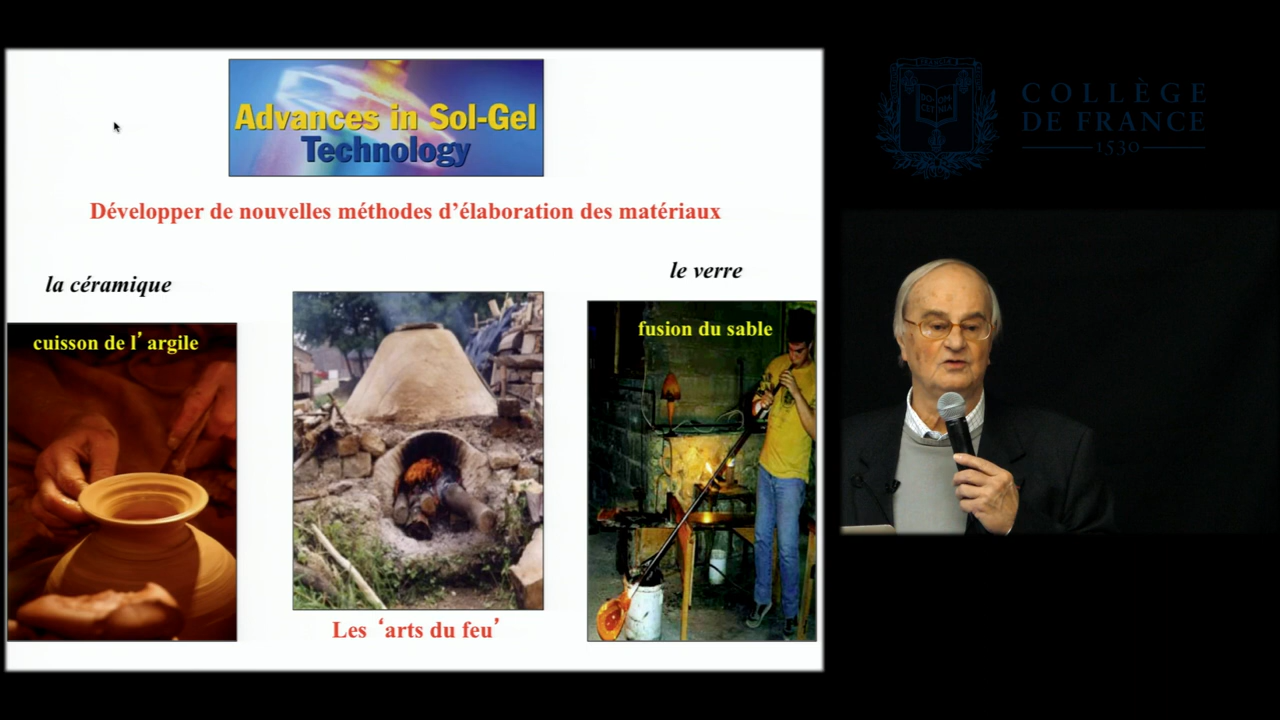 Advances in Sol-Gel
Technology
Développer de nouvelles méthodes d’élaboration des matériaux
la céramique
le verre
cuisson de l’argile
fusion du sable
Les ‘arts du feu’
COLLÈGE
DE FRANCE
1530